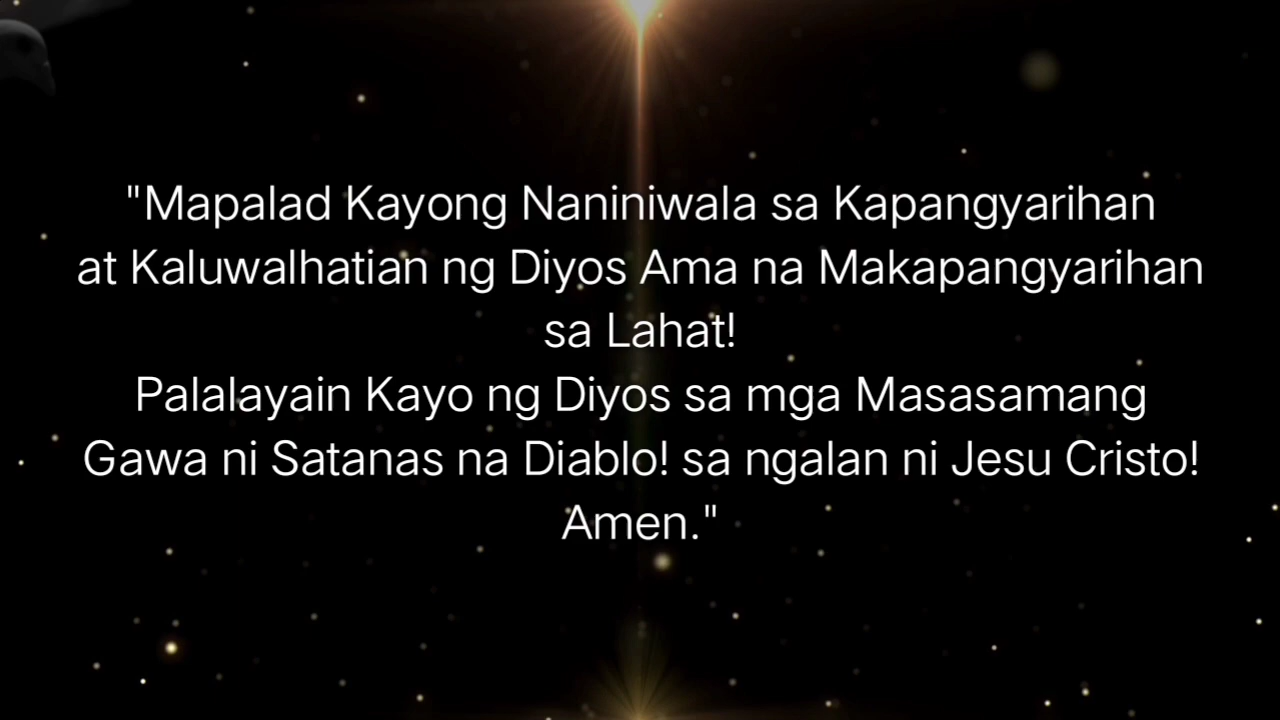 "Mapalad Kayong Naniniwala sa Kapangyarihan
at Kaluwalhatian ng Diyos Ama na Makapangyarihan
sa Lahat!
Palalayain Kayo ng Diyos sa mga Masasamang
Gawa ni Satanas na Diablo! sa ngalan ni Jesu Cristo!
Amen."